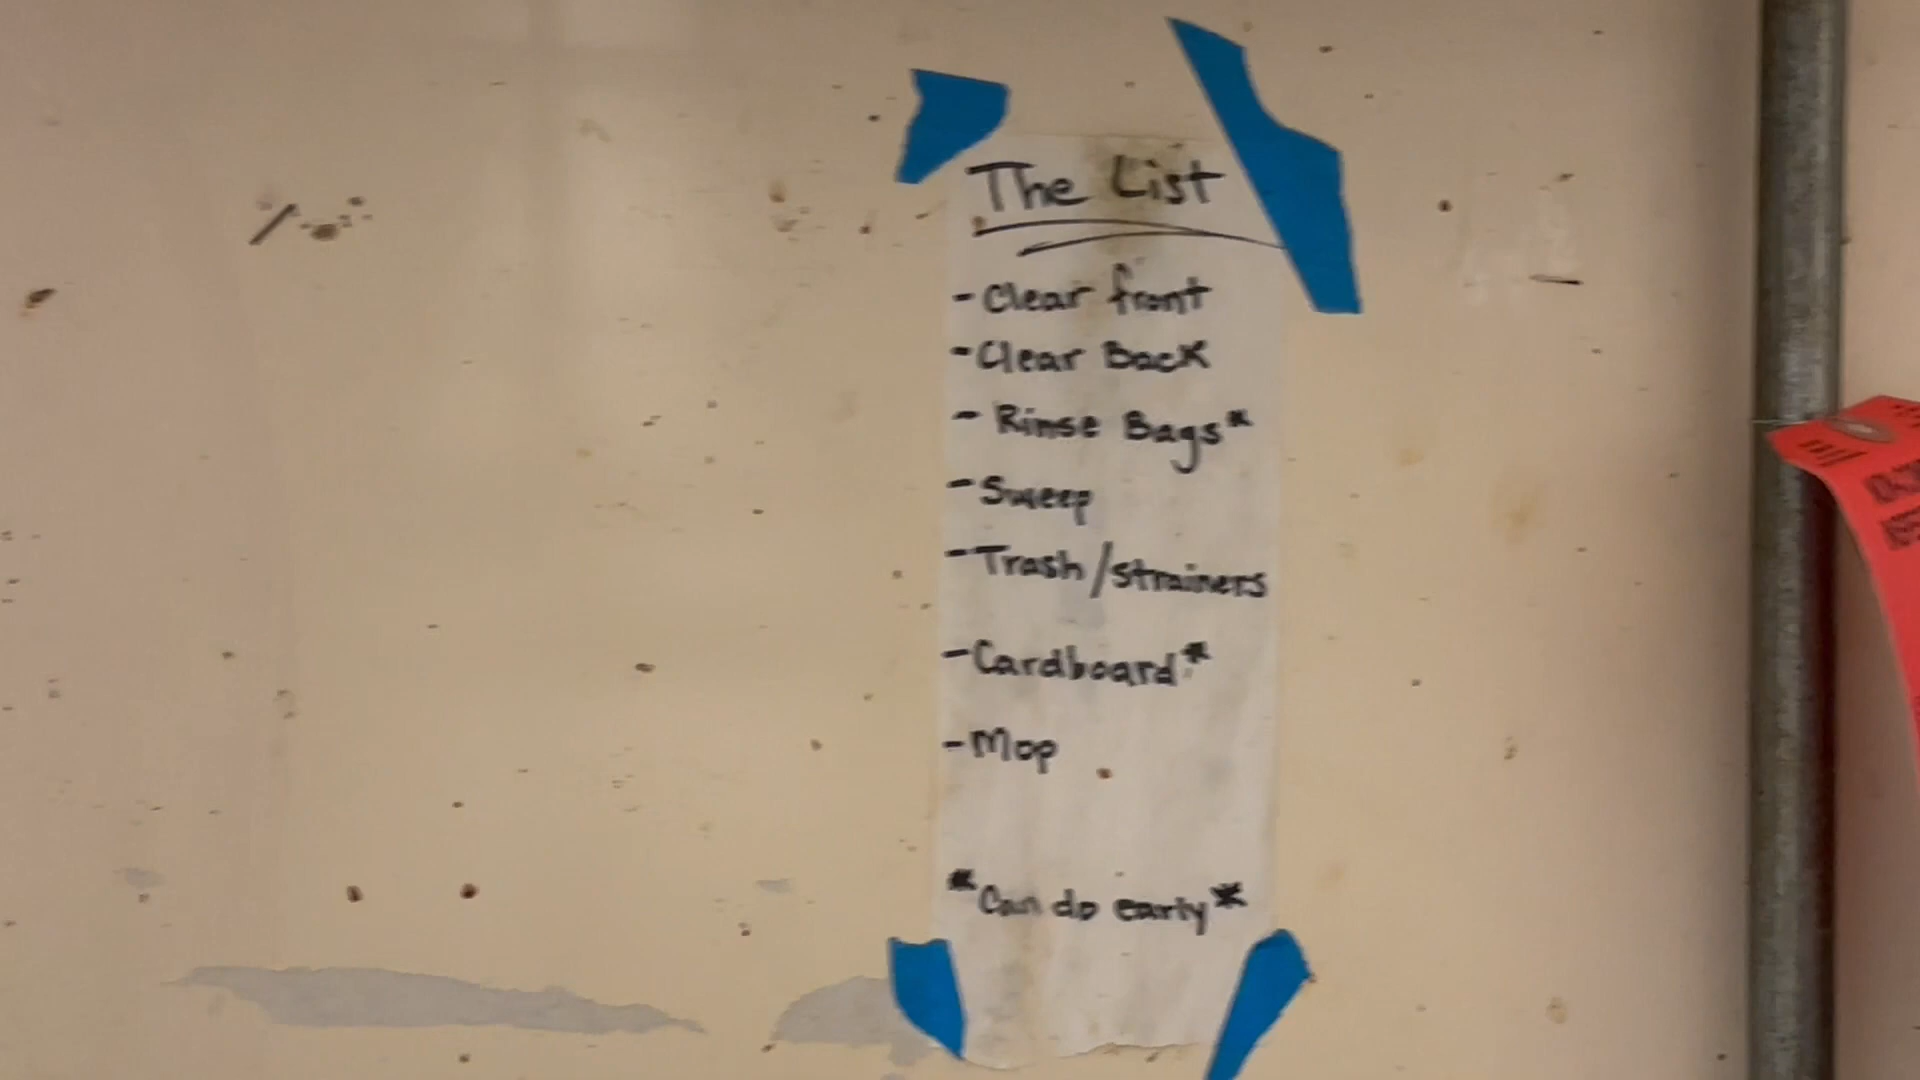 The List
- Clear front
- Clear Back
- Rinse Bags*
- Sweep
- Trash/strainers
- Cardboard*
- Mop
*Can do early*